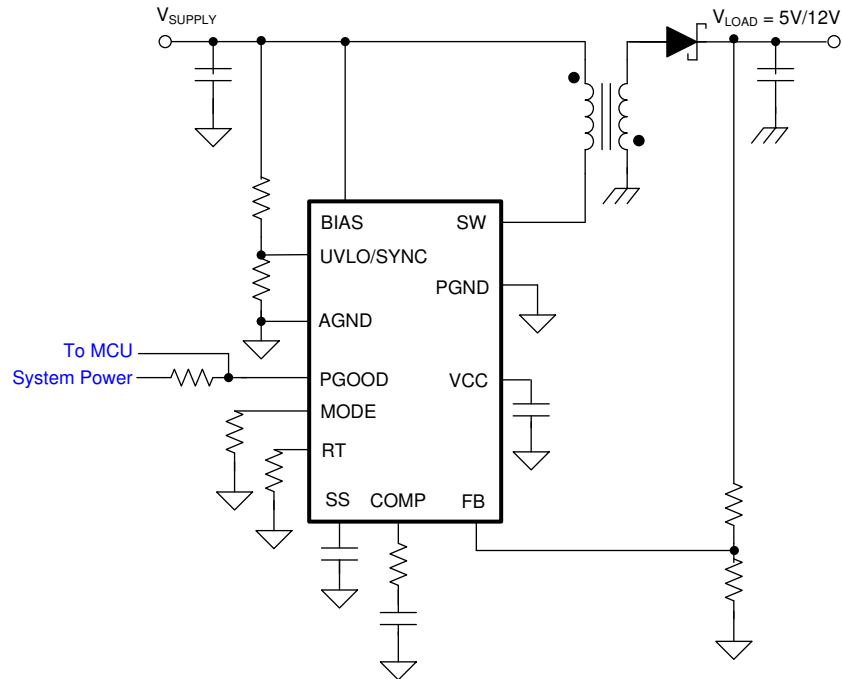 VSUPPLY
VLOAD = 5V/12V
BIAS
SW
UVLO/SYNC
PGND
AGND
To MCU
System Power
PGOOD
VCC
MODE
RT
SS
COMP
FB